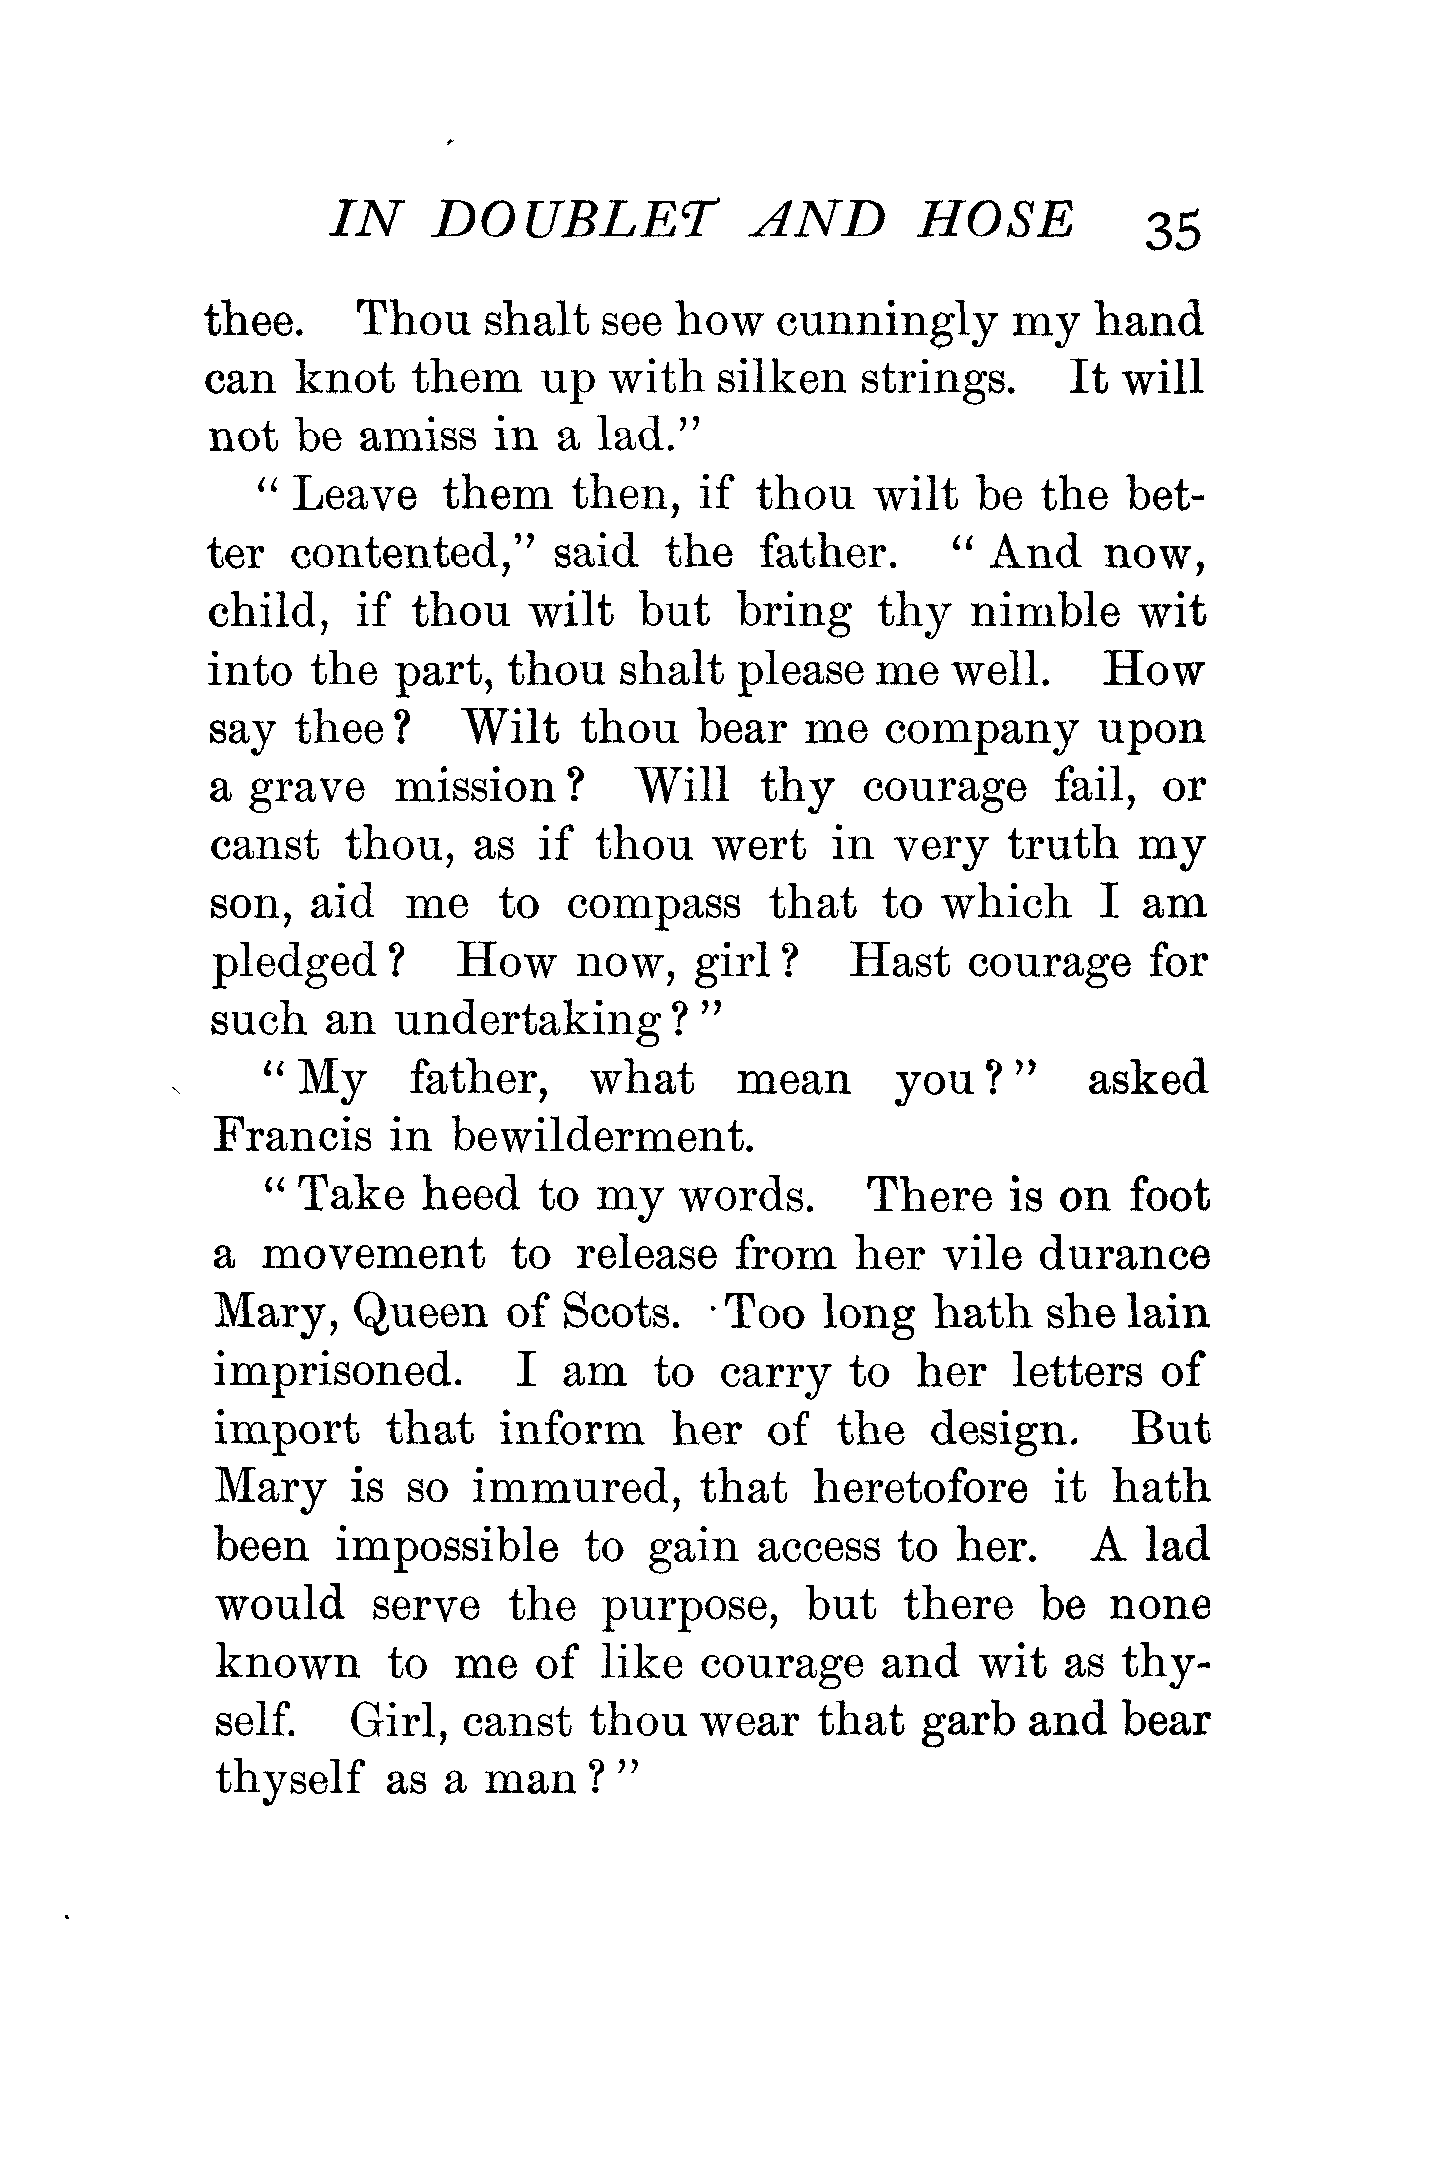 IN DOUBLET AND HOSE 35
thee. Thou shalt see how cunningly my hand
can knot them up with silken strings. It will
not be amiss in a lad."
"Leave them then, if thou wilt be the bet-
ter contented," said the father. "And now,
child, if thou wilt but bring thy nimble wit
into the part, thou shalt please me well. How
say thee? Wilt thou bear me company upon
a grave mission? Will thy courage fail, or
canst thou, as if thou wert in very truth my
son, aid me to compass that to which I am
pledged? How now, girl? Hast courage for
such an undertaking?"
"My father, what mean you?" asked
Francis in bewilderment.
"Take heed to my words. There is on foot
a movement to release from her vile durance
Mary, Queen of Scots. Too long hath she lain
imprisoned. I am to carry to her letters of
import that inform her of the design. But
Mary is so immured, that heretofore it hath
been impossible to gain access to her. A lad
would serve the purpose, but there be none
known to me of like courage and wit as thy-
self. Girl, canst thou wear that garb and bear
thyself as a man?"